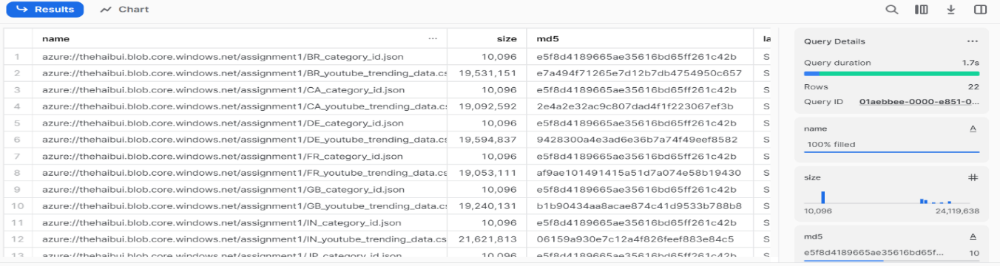 Results Chart
name ... size md5 la
1 azure://thehaibui.blob.core.windows.net/assignment1/BR_category_id.json 10,096 e5f8d4189665ae35616bd65ff261c42b S
2 azure://thehaibui.blob.core.windows.net/assignment1/BR_youtube_trending_data.cs 19,531,151 e7a494f71265e7d12b7db4754950c657 S
3 azure://thehaibui.blob.core.windows.net/assignment1/CA_category_id.json 10,096 e5f8d4189665ae35616bd65ff261c42b S
4 azure://thehaibui.blob.core.windows.net/assignment1/CA_youtube_trending_data.cs 19,092,592 2e4a2e32ac9c807dad4f1f223067ef3b S
5 azure://thehaibui.blob.core.windows.net/assignment1/DE_category_id.json 10,096 e5f8d4189665ae35616bd65ff261c42b S
6 azure://thehaibui.blob.core.windows.net/assignment1/DE_youtube_trending_data.cs 19,594,837 9428300a4e3ad6e36b7a74f49eef8582 S
7 azure://thehaibui.blob.core.windows.net/assignment1/FR_category_id.json 10,096 e5f8d4189665ae35616bd65ff261c42b S
8 azure://thehaibui.blob.core.windows.net/assignment1/FR_youtube_trending_data.cs 19,053,111 af9ae101491415a51d7a074e58b19430 S
9 azure://thehaibui.blob.core.windows.net/assignment1/GB_category_id.json 10,096 e5f8d4189665ae35616bd65ff261c42b S
10 azure://thehaibui.blob.core.windows.net/assignment1/GB_youtube_trending_data.cs 19,240,131 b1b90434aa8acae874c41d9533b788b8 S
11 azure://thehaibui.blob.core.windows.net/assignment1/IN_category_id.json 10,096 e5f8d4189665ae35616bd65ff261c42b S
12 azure://thehaibui.blob.core.windows.net/assignment1/IN_youtube_trending_data.cs 21,621,813 06159a930e7c12a4f826feef883e84c5 S
13 azure://thehaibui.blob.core.windows.net/assignment1/JP_category_id.json 10,096 e5f8d4189665ae35616bd65ff261c42b S
Query Details ...
Query duration 1.7s
Rows 22
Query ID 01aebbee-0000-e851-0...
name A
100% filled
size #
10,096 24,119,638
md5 A
e5f8d4189665ae35616bd65f... 10